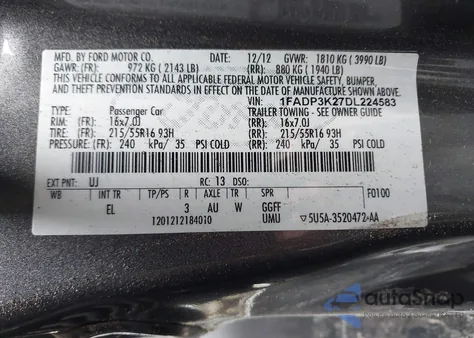 MFD. BY FORD MOTOR CO. DATE: 12/12 GVWR: 1810 KG (3990 LB)
GAWR: (FR): 972 KG (2143 LB) (RR): 880 KG (1940 LB)
THIS VEHICLE CONFORMS TO ALL APPLICABLE FEDERAL MOTOR VEHICLE SAFETY, BUMPER,
AND THEFT PREVENTION STANDARDS IN EFFECT ON THE DATE OF MANUFACTURE SHOWN ABOVE.
VIN: 1FADP3K27DL224583
TYPE: Passenger Car TRAILER TOWING - SEE OWNER GUIDE
RIM: (FR): 16x7.0J (RR): 16x7.0J
TIRE: (FR): 215/55R16 93H (RR): 215/55R16 93H
PRESSURE: (FR): 240 kPa/ 35 PSI COLD (RR): 240 kPa/ 35 PSI COLD
EXT PNT: UJ RC: 13 DSO:
WB INT TR TP/PS R AXLE TR SPR F0100
EL 3 AU W GGFF
1201212184010 UMU ▽5U5A-3520472-AA
autoShop